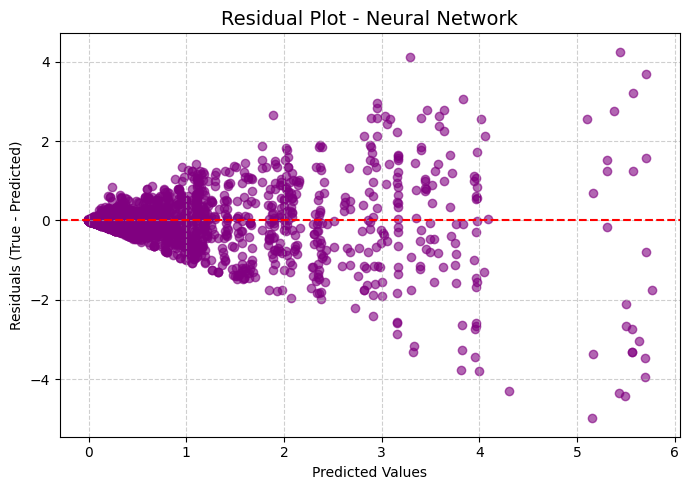 Residual Plot - Neural Network
Residuals (True - Predicted)
4
2
0
−2
−4
0 1 2 3 4 5 6
Predicted Values